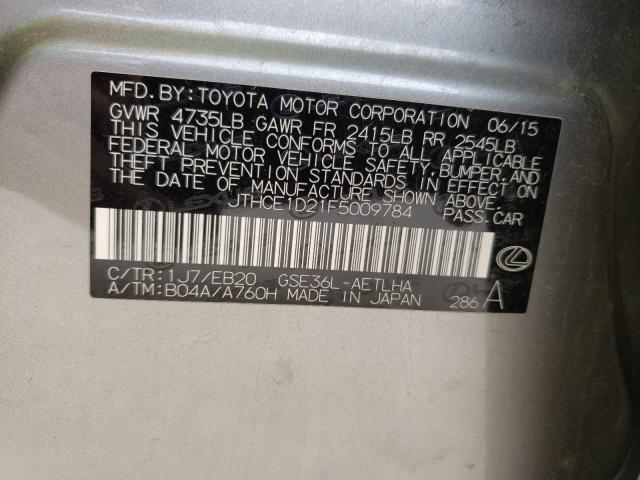 MFD. BY: TOYOTA MOTOR CORPORATION 06/15
GVWR 4735LB GAWR FR 2415LB RR 2545LB
THIS VEHICLE CONFORMS TO ALL APPLICABLE
FEDERAL MOTOR VEHICLE SAFETY, BUMPER, AND
THEFT PREVENTION STANDARDS IN EFFECT ON
THE DATE OF MANUFACTURE SHOWN ABOVE.
JTHCE1D21F5009784 PASS. CAR
C/TR: 1J7/EB20 GSE36L-AETLHA
A/TM: B04A/A760H MADE IN JAPAN 286 A